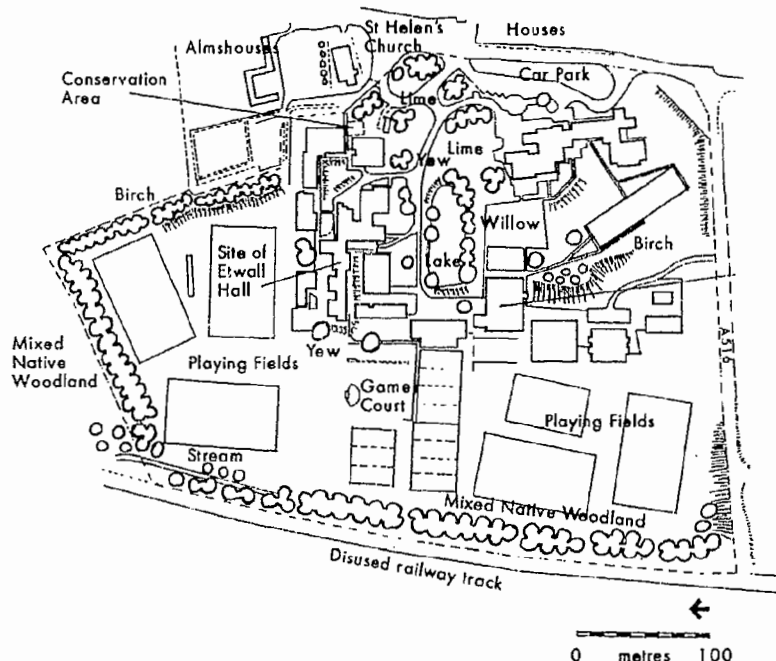 St Helen's
Church
Houses
Almshouses
Conservation
Area
Car Park
Lime
Lime
Yew
Birch
Willow
Site of
Etwall
Hall
Lake
Birch
A516
Mixed
Native
Woodland
Yew
Playing Fields
Game
Court
Playing Fields
Stream
Mixed Native Woodland
Disused railway track
0 metres 100